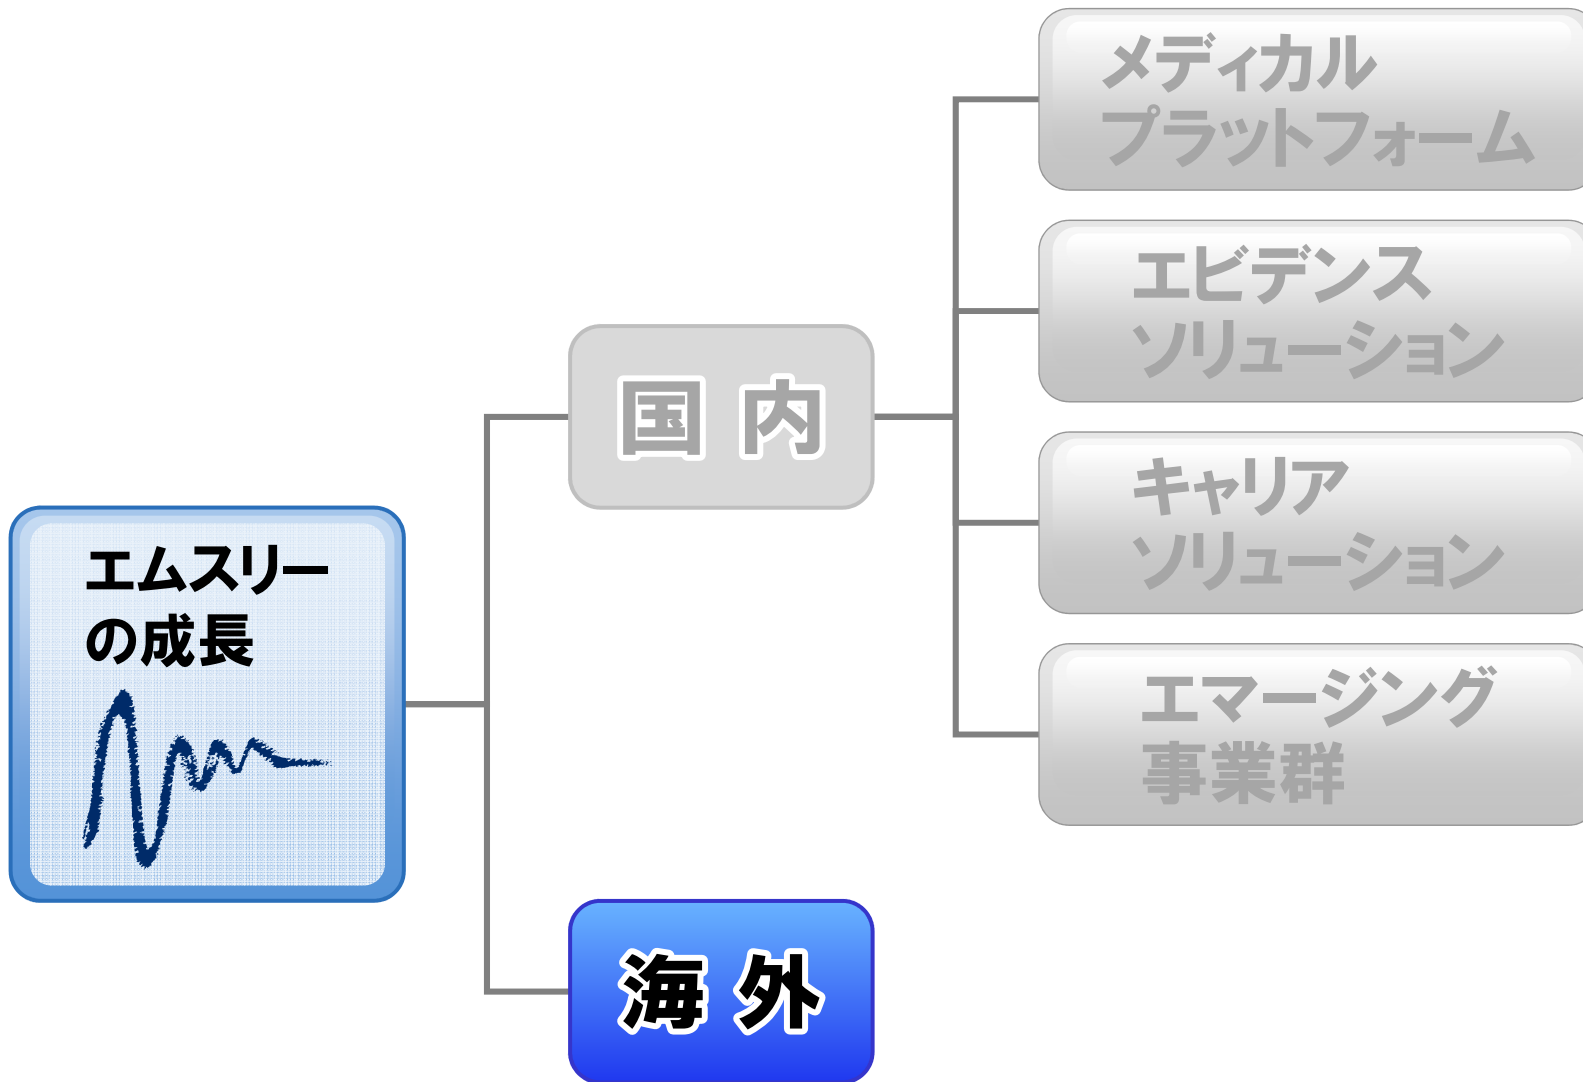 メディカル
プラットフォーム
エビデンス
ソリューション
国 内
キャリア
ソリューション
エムスリー
の成長
エマージング
事業群
海 外